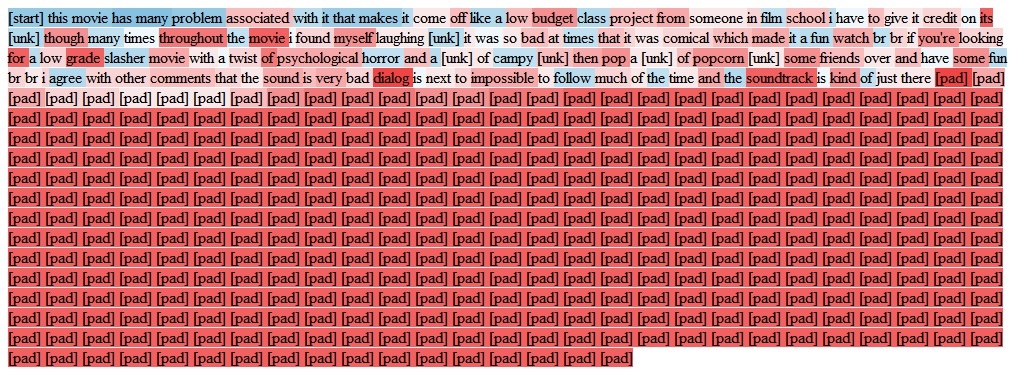 [start] this movie has many problem associated with it that makes it come off like a low budget class project from someone in film school i have to give it credit on its
[unk] though many times throughout the movie i found myself laughing [unk] it was so bad at times that it was comical which made it a fun watch br br if you're looking
for a low grade slasher movie with a twist of psychological horror and a [unk] of campy [unk] then pop a [unk] of popcorn [unk] some friends over and have some fun
br br i agree with other comments that the sound is very bad dialog is next to impossible to follow much of the time and the soundtrack is kind of just there [pad] [pad]
[pad] [pad] [pad] [pad] [pad] [pad] [pad] [pad] [pad] [pad] [pad] [pad] [pad] [pad] [pad] [pad] [pad] [pad] [pad] [pad] [pad] [pad] [pad] [pad] [pad] [pad] [pad]
[pad] [pad] [pad] [pad] [pad] [pad] [pad] [pad] [pad] [pad] [pad] [pad] [pad] [pad] [pad] [pad] [pad] [pad] [pad] [pad] [pad] [pad] [pad] [pad] [pad] [pad] [pad]
[pad] [pad] [pad] [pad] [pad] [pad] [pad] [pad] [pad] [pad] [pad] [pad] [pad] [pad] [pad] [pad] [pad] [pad] [pad] [pad] [pad] [pad] [pad] [pad] [pad] [pad] [pad]
[pad] [pad] [pad] [pad] [pad] [pad] [pad] [pad] [pad] [pad] [pad] [pad] [pad] [pad] [pad] [pad] [pad] [pad] [pad] [pad] [pad] [pad] [pad] [pad] [pad] [pad] [pad]
[pad] [pad] [pad] [pad] [pad] [pad] [pad] [pad] [pad] [pad] [pad] [pad] [pad] [pad] [pad] [pad] [pad] [pad] [pad] [pad] [pad] [pad] [pad] [pad] [pad] [pad] [pad]
[pad] [pad] [pad] [pad] [pad] [pad] [pad] [pad] [pad] [pad] [pad] [pad] [pad] [pad] [pad] [pad] [pad] [pad] [pad] [pad] [pad] [pad] [pad] [pad] [pad] [pad] [pad]
[pad] [pad] [pad] [pad] [pad] [pad] [pad] [pad] [pad] [pad] [pad] [pad] [pad] [pad] [pad] [pad] [pad] [pad] [pad] [pad] [pad] [pad] [pad] [pad] [pad] [pad] [pad]
[pad] [pad] [pad] [pad] [pad] [pad] [pad] [pad] [pad] [pad] [pad] [pad] [pad] [pad] [pad] [pad] [pad] [pad] [pad] [pad] [pad] [pad] [pad] [pad] [pad] [pad] [pad]
[pad] [pad] [pad] [pad] [pad] [pad] [pad] [pad] [pad] [pad] [pad] [pad] [pad] [pad] [pad] [pad] [pad] [pad] [pad] [pad] [pad] [pad] [pad] [pad] [pad] [pad] [pad]
[pad] [pad] [pad] [pad] [pad] [pad] [pad] [pad] [pad] [pad] [pad] [pad] [pad] [pad] [pad] [pad] [pad] [pad] [pad] [pad] [pad] [pad] [pad] [pad] [pad] [pad] [pad]
[pad] [pad] [pad] [pad] [pad] [pad] [pad] [pad] [pad] [pad] [pad] [pad] [pad] [pad] [pad] [pad] [pad] [pad] [pad] [pad] [pad] [pad] [pad] [pad] [pad] [pad] [pad]
[pad] [pad] [pad] [pad] [pad] [pad] [pad] [pad] [pad] [pad] [pad] [pad] [pad] [pad] [pad] [pad] [pad] [pad] [pad] [pad] [pad] [pad] [pad] [pad] [pad] [pad] [pad]
[pad] [pad] [pad] [pad] [pad] [pad] [pad] [pad] [pad] [pad] [pad] [pad] [pad] [pad] [pad] [pad] [pad] [pad] [pad] [pad] [pad] [pad] [pad] [pad] [pad] [pad] [pad]
[pad] [pad] [pad] [pad] [pad] [pad] [pad] [pad] [pad] [pad] [pad] [pad] [pad] [pad] [pad] [pad] [pad]